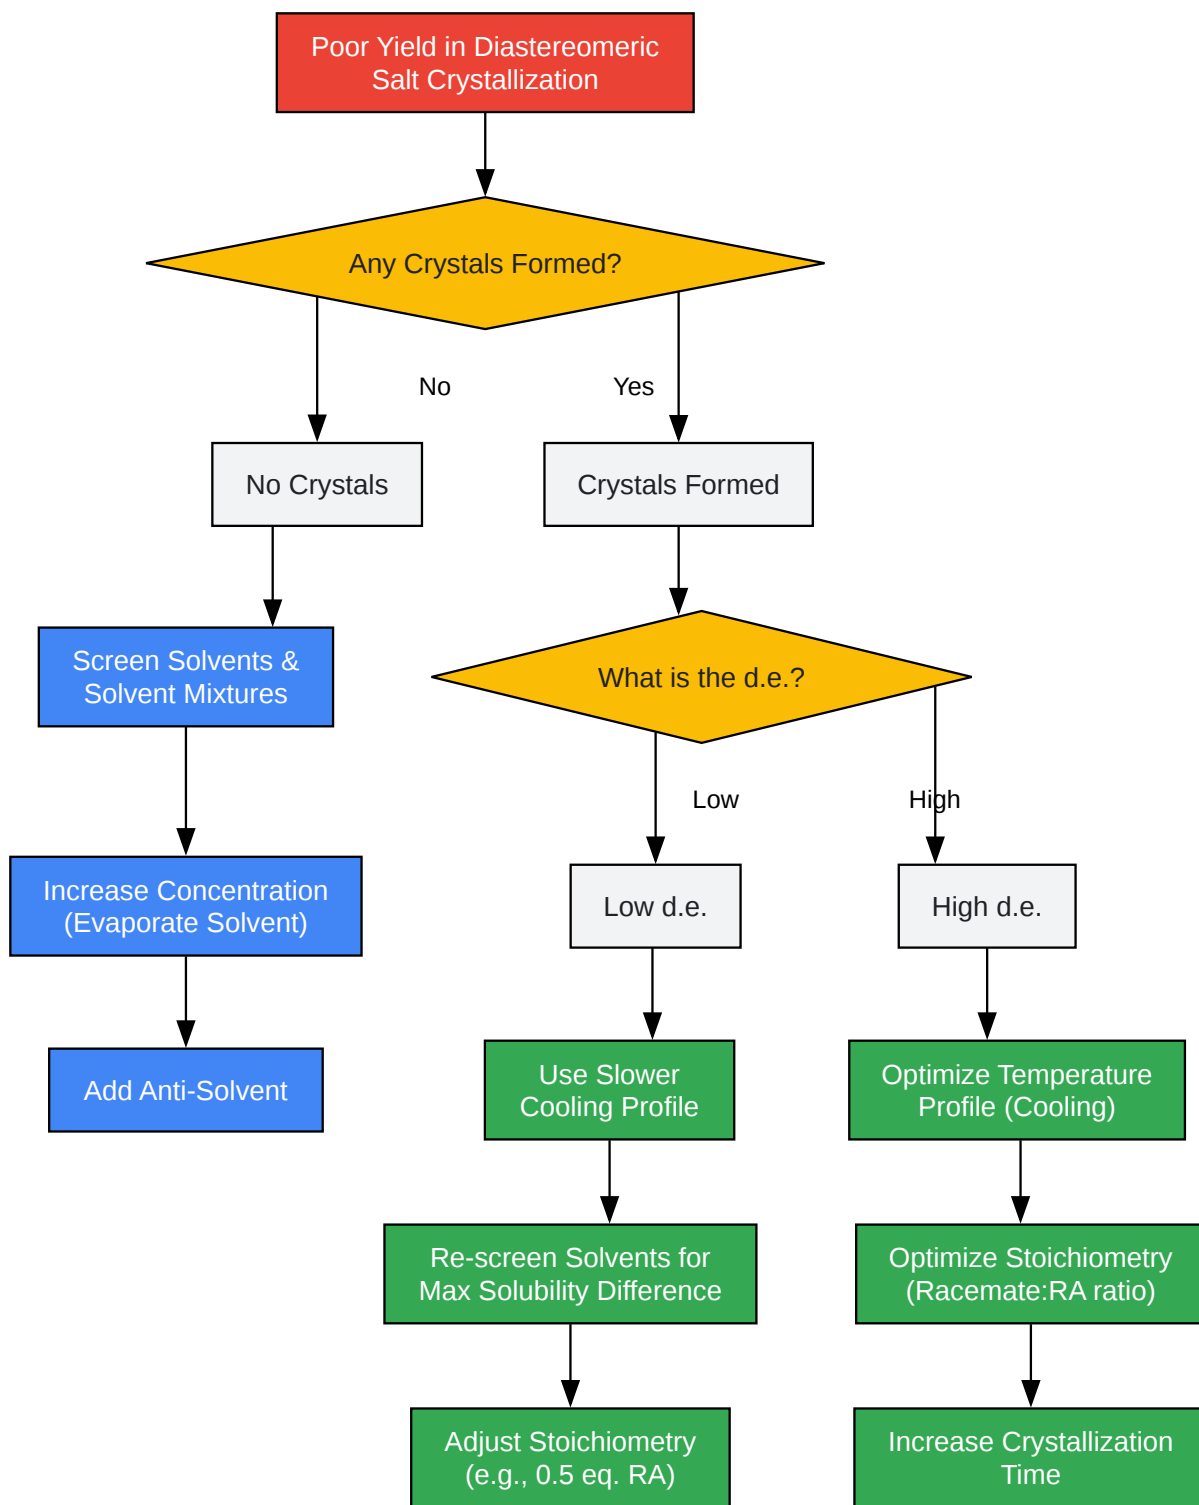 Poor Yield in Diastereomeric
Salt Crystallization
Any Crystals Formed?
No
Yes
No Crystals
Crystals Formed
Screen Solvents &
Solvent Mixtures
What is the d.e.?
Low
High
Increase Concentration
(Evaporate Solvent)
Low d.e.
High d.e.
Add Anti-Solvent
Use Slower
Cooling Profile
Optimize Temperature
Profile (Cooling)
Re-screen Solvents for
Max Solubility Difference
Optimize Stoichiometry
(Racemate:RA ratio)
Adjust Stoichiometry
(e.g., 0.5 eq. RA)
Increase Crystallization
Time